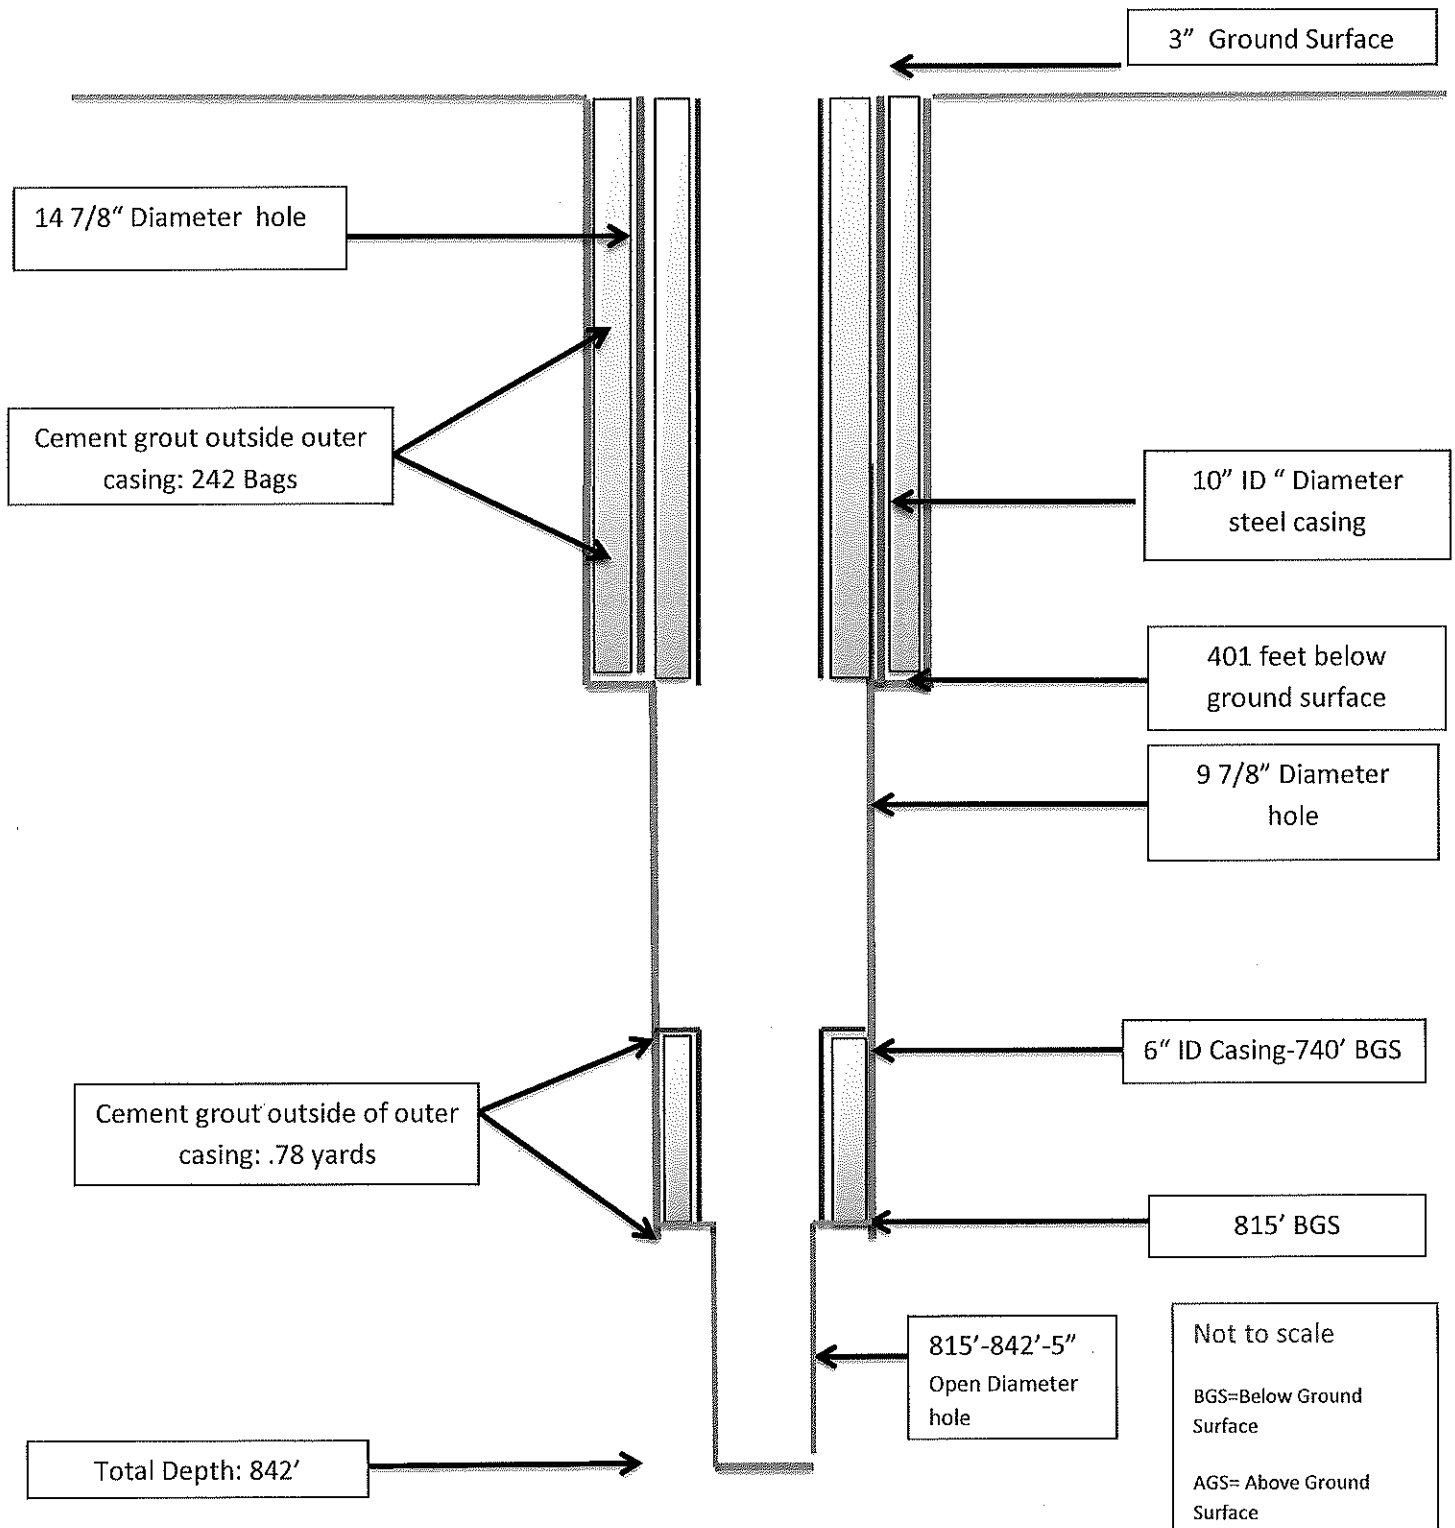 3” Ground Surface
14 7/8“ Diameter hole
Cement grout outside outer
casing: 242 Bags
10” ID “ Diameter
steel casing
401 feet below
ground surface
9 7/8” Diameter
hole
6“ ID Casing-740’ BGS
Cement grout outside of outer
casing: .78 yards
815’ BGS
815’-842’-5”
Open Diameter
hole
Total Depth: 842’
Not to scale
BGS=Below Ground
Surface
AGS= Above Ground
Surface